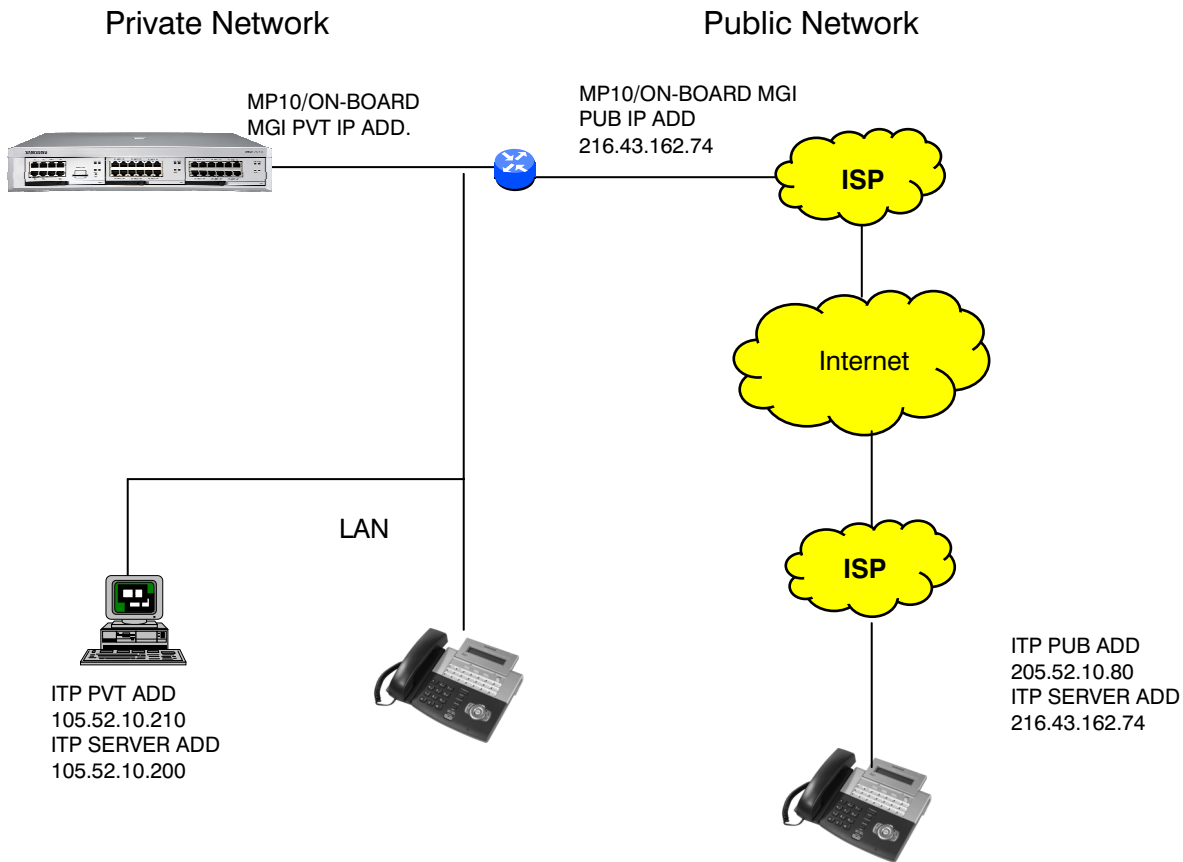 Private Network
Public Network
MP10/ON-BOARD
MGI PVT IP ADD.
MP10/ON-BOARD MGI
PUB IP ADD
216.43.162.74
SAMSUNG
ISP
Internet
LAN
ISP
ITP PVT ADD
105.52.10.210
ITP SERVER ADD
105.52.10.200
ITP PUB ADD
205.52.10.80
ITP SERVER ADD
216.43.162.74